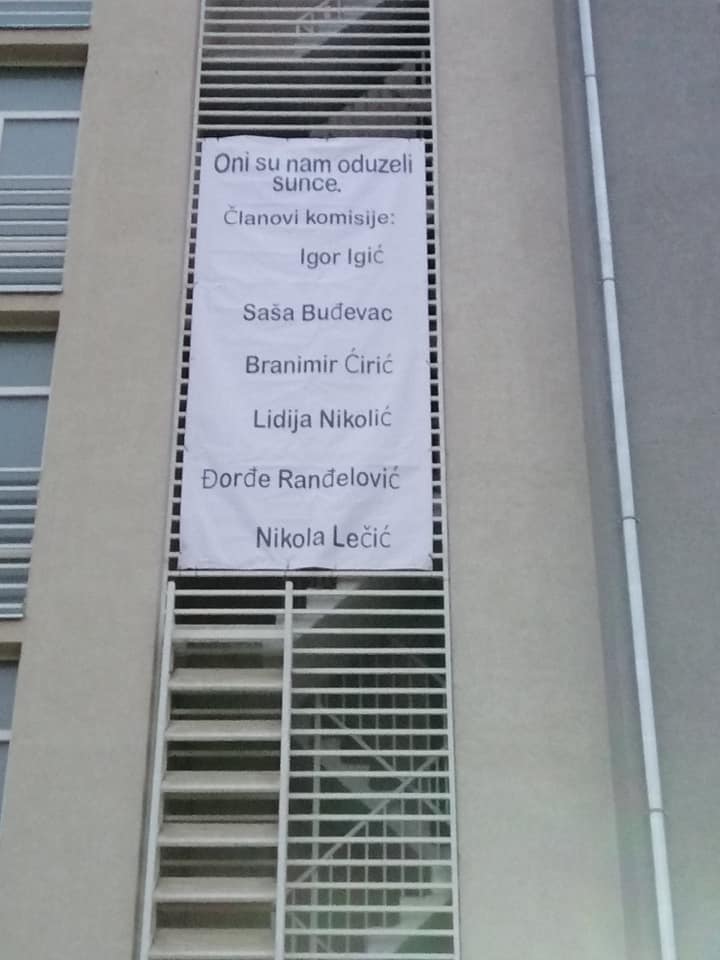 Oni su nam oduzeli
sunce.
Članovi komisije:
Igor Igić
Saša Buđevac
Branimir Ćirić
Lidija Nikolić
Đorđe Ranđelović
Nikola Lečić